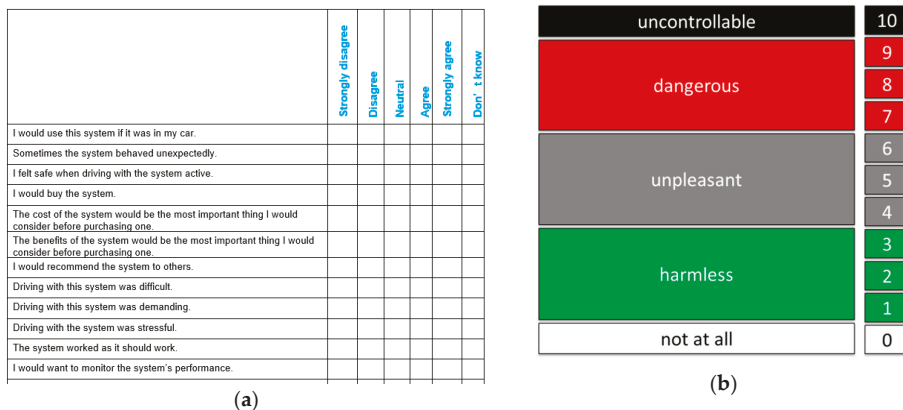 Strongly disagree
Disagree
Neutral
Agree
Strongly agree
Don' t know
I would use this system if it was in my car.
Sometimes the system behaved unexpectedly.
I felt safe when driving with the system active.
I would buy the system.
The cost of the system would be the most important thing I would
consider before purchasing one.
The benefits of the system would be the most important thing I would
consider before purchasing one.
I would recommend the system to others.
Driving with this system was difficult.
Driving with this system was demanding.
Driving with the system was stressful.
The system worked as it should work.
I would want to monitor the system's performance.
(a)
uncontrollable 10
9
dangerous 8
7
6
unpleasant 5
4
3
harmless 2
1
not at all 0
(b)